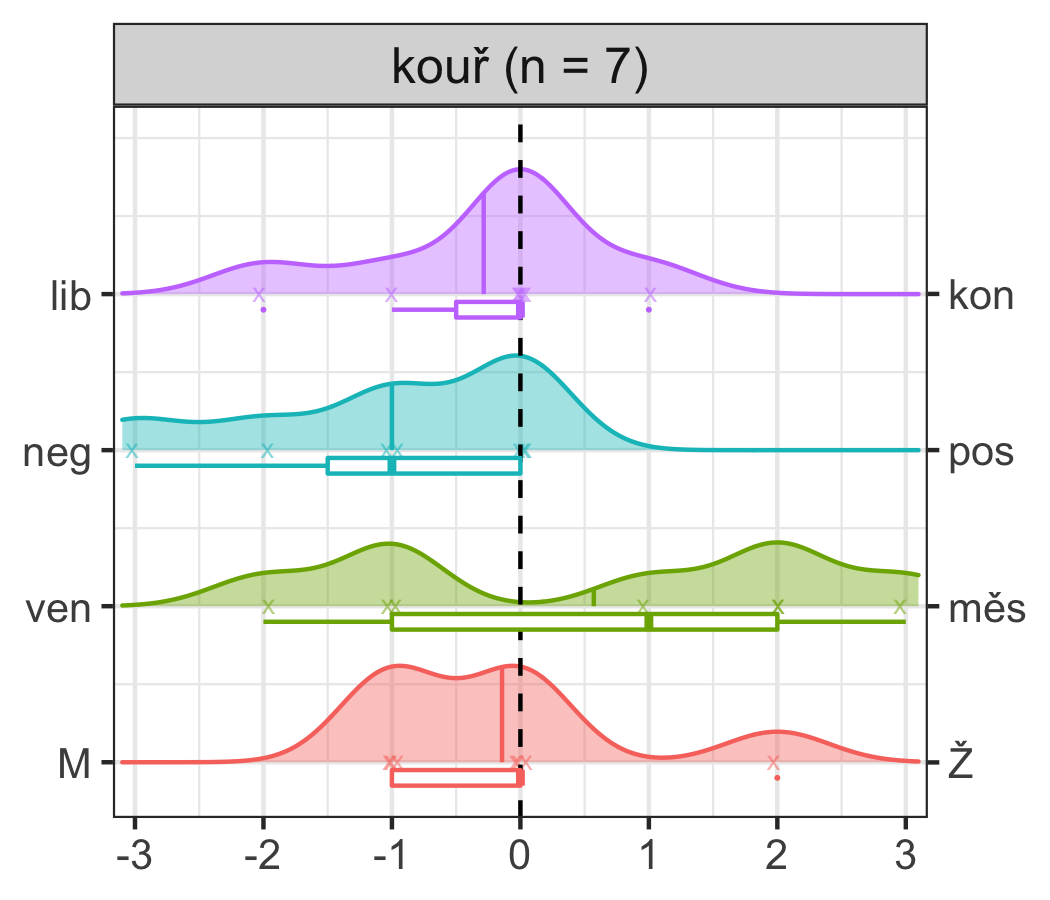 kouř (n = 7)
lib kon
neg pos
ven měs
M Ž
-3 -2 -1 0 1 2 3